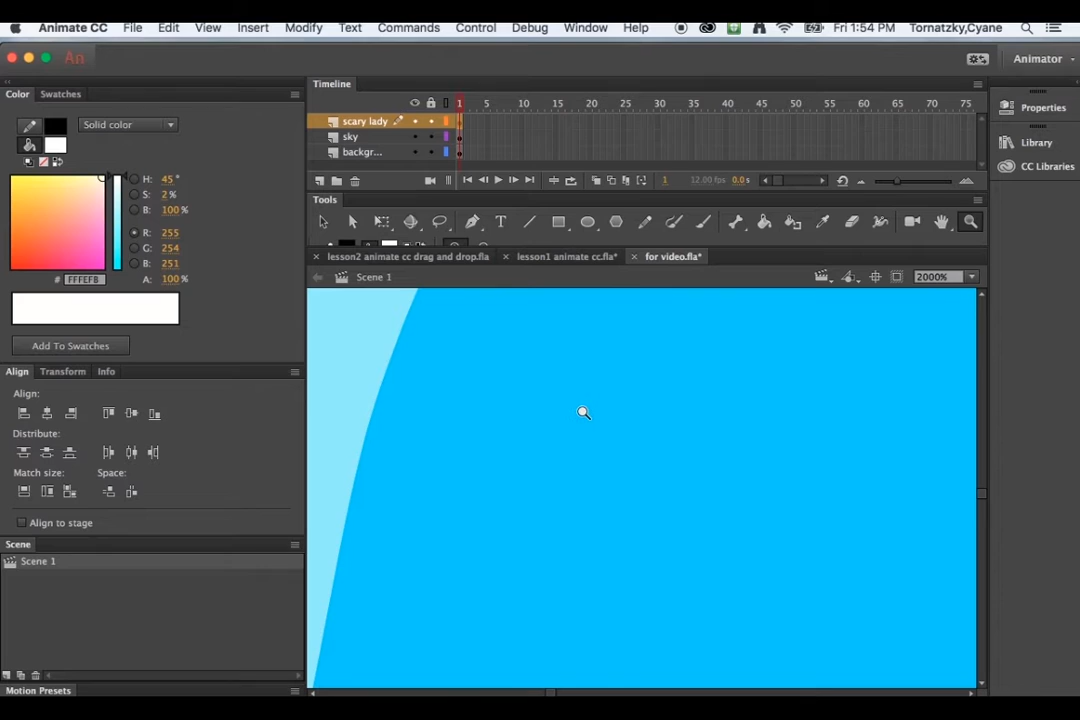 Animate CC File Edit View Insert Modify Text Commands Control Debug Window Help Fri 1:54 PM Tornatzky,Cyane
An Animator
Color Swatches
Solid color
H: 45 °
S: 2 %
B: 100 %
R: 255
G: 254
B: 251
# FFFEFB A: 100 %
Add To Swatches
Align Transform Info
Align:
Distribute:
Match size: Space:
Align to stage
Scene
Scene 1
Motion Presets
Timeline
1 5 10 15 20 25 30 35 40 45 50 55 60 65 70 75
scary lady
sky
backgr...
1 12.00 fps 0.0s
Tools
T
lesson2 animate cc drag and drop.fla lesson1 animate cc.fla* for video.fla*
Scene 1 2000%
Properties
Library
CC Libraries